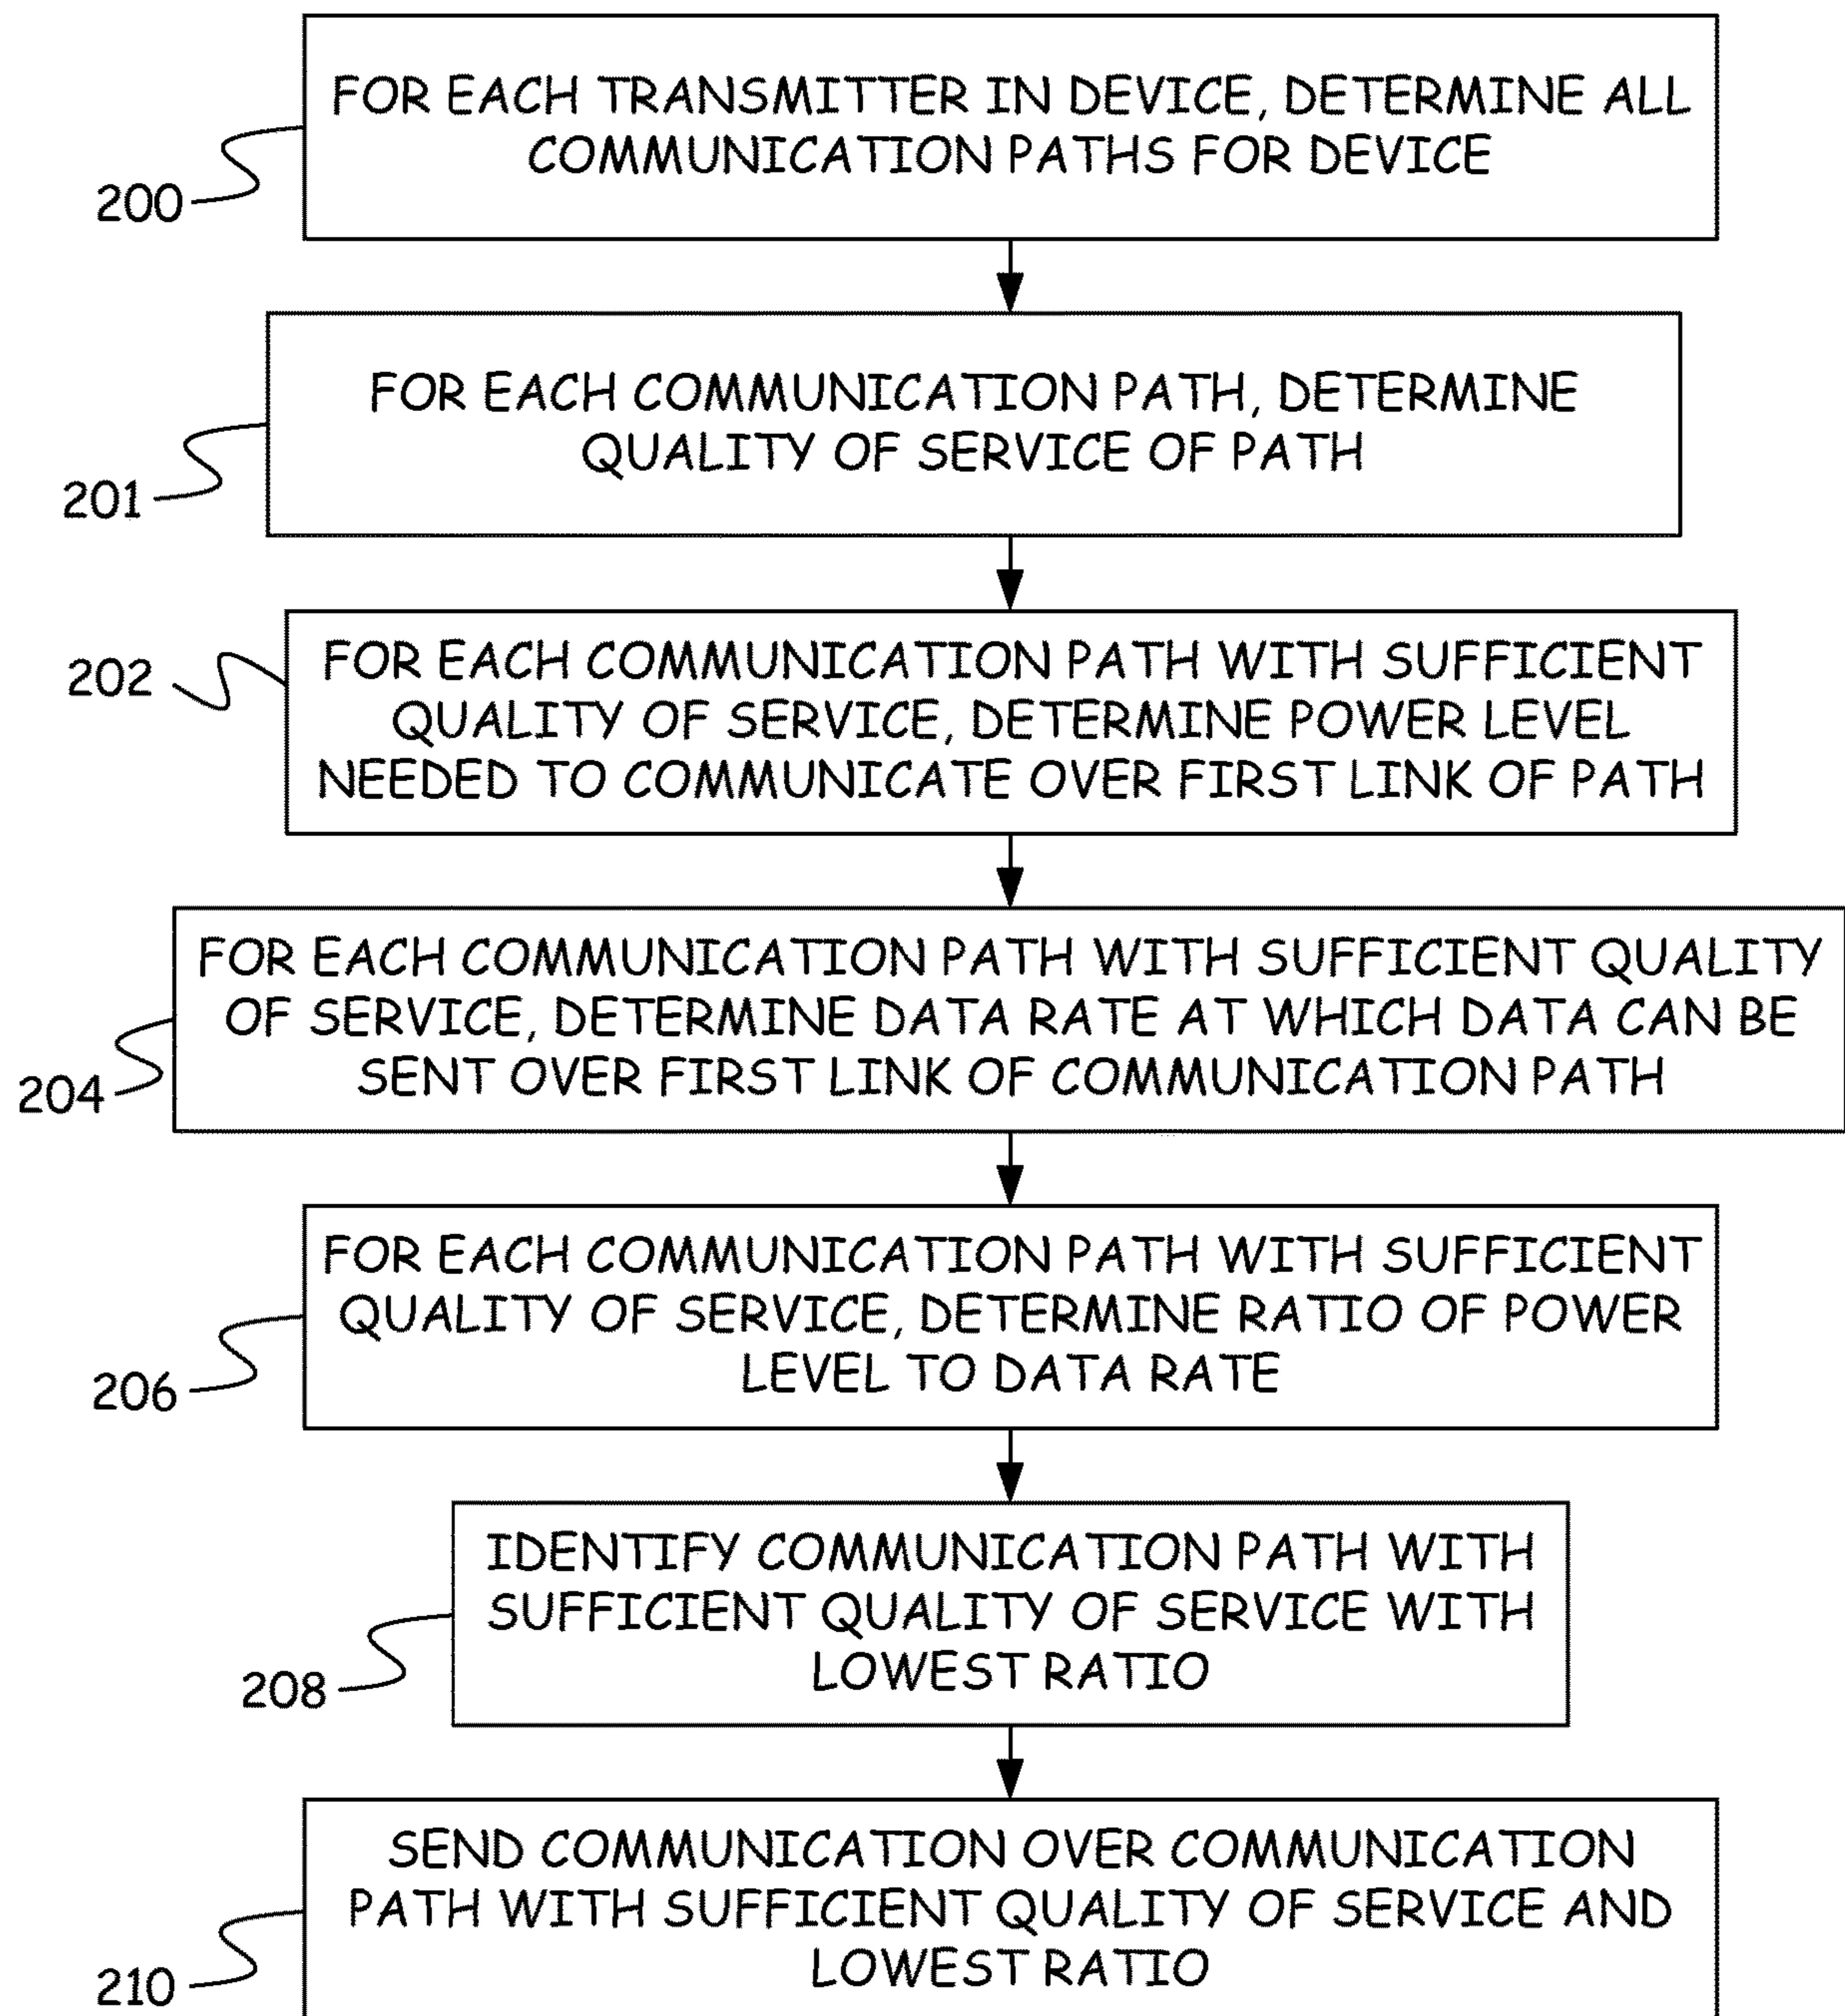 FOR EACH TRANSMITTER IN DEVICE, DETERMINE ALL
COMMUNICATION PATHS FOR DEVICE
200
FOR EACH COMMUNICATION PATH, DETERMINE
QUALITY OF SERVICE OF PATH
201
FOR EACH COMMUNICATION PATH WITH SUFFICIENT
QUALITY OF SERVICE, DETERMINE POWER LEVEL
NEEDED TO COMMUNICATE OVER FIRST LINK OF PATH
202
FOR EACH COMMUNICATION PATH WITH SUFFICIENT QUALITY
OF SERVICE, DETERMINE DATA RATE AT WHICH DATA CAN BE
SENT OVER FIRST LINK OF COMMUNICATION PATH
204
FOR EACH COMMUNICATION PATH WITH SUFFICIENT
QUALITY OF SERVICE, DETERMINE RATIO OF POWER
LEVEL TO DATA RATE
206
IDENTIFY COMMUNICATION PATH WITH
SUFFICIENT QUALITY OF SERVICE WITH
LOWEST RATIO
208
SEND COMMUNICATION OVER COMMUNICATION
PATH WITH SUFFICIENT QUALITY OF SERVICE AND
LOWEST RATIO
210